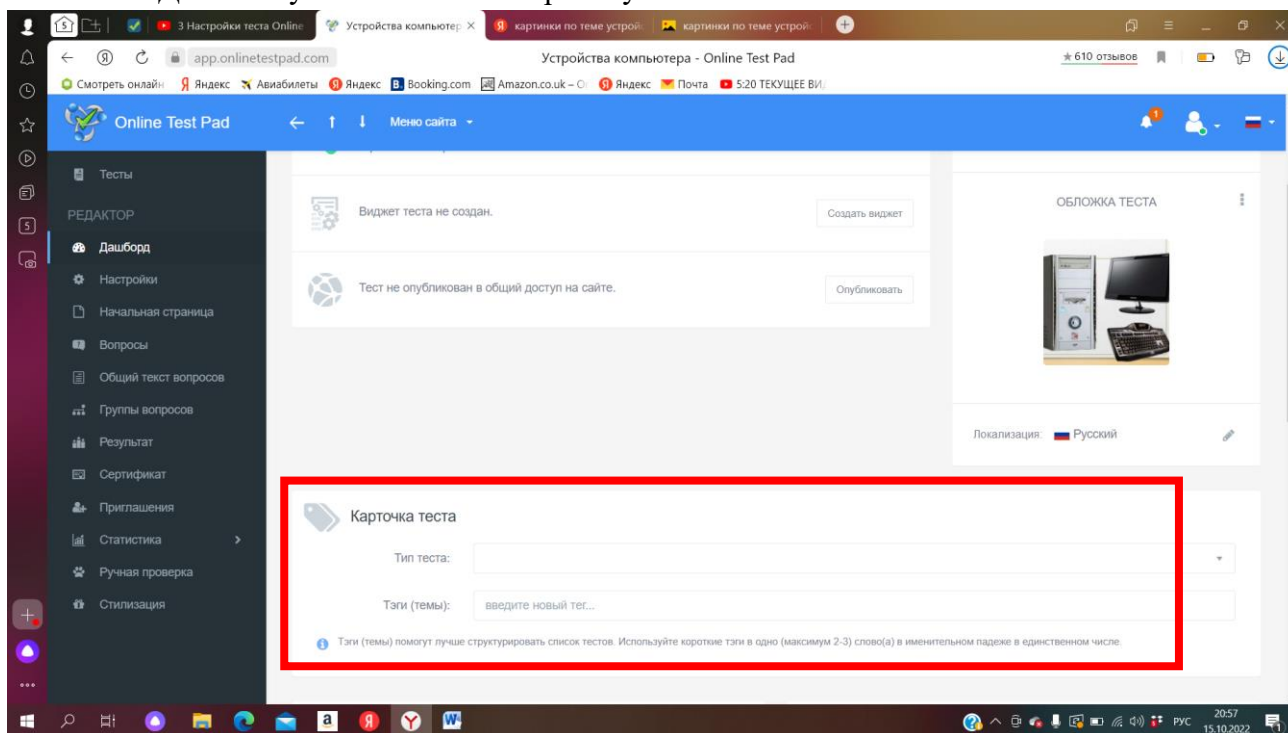 3 Настройки теста Online
Устройства компьютер
картинки по теме устрой
картинки по теме устрой
app.onlinetestpad.com
Устройства компьютера - Online Test Pad
★ 610 отзывов
Смотреть онлайн
Яндекс
Авиабилеты
Яндекс
Booking.com
Amazon.co.uk – О
Яндекс
Почта
5:20 ТЕКУЩЕЕ ВИ
Online Test Pad
Меню сайта
1
Тесты
РЕДАКТОР
Дашборд
Настройки
Начальная страница
Вопросы
Общий текст вопросов
Группы вопросов
Результат
Сертификат
Приглашения
Статистика
Ручная проверка
Стилизация
Виджет теста не создан.
Создать виджет
Тест не опубликован в общий доступ на сайте.
Опубликовать
ОБЛОЖКА ТЕСТА
Локализация: Русский
Карточка теста
Тип теста:
Тэги (темы): введите новый тег...
Тэги (темы) помогут лучше структурировать список тестов. Используйте короткие тэги в одно (максимум 2-3) слово(а) в именительном падеже в единственном числе.
РУС
20:57
15.10.2022